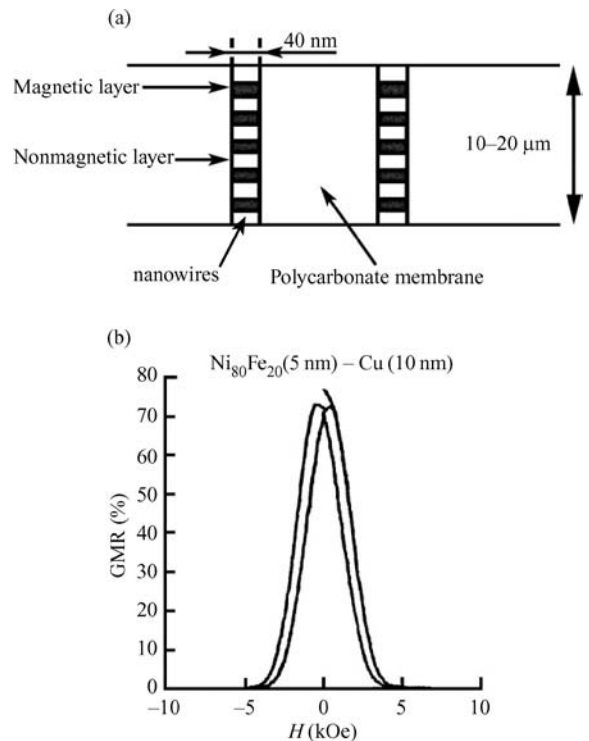 (a)
40 nm
Magnetic layer
Nonmagnetic layer
10–20 μm
nanowires
Polycarbonate membrane
(b)
Ni₈₀Fe₂₀(5 nm) – Cu (10 nm)
80
70
60
50
40
30
20
10
0
GMR (%)
–10 –5 0 5 10
H (kOe)